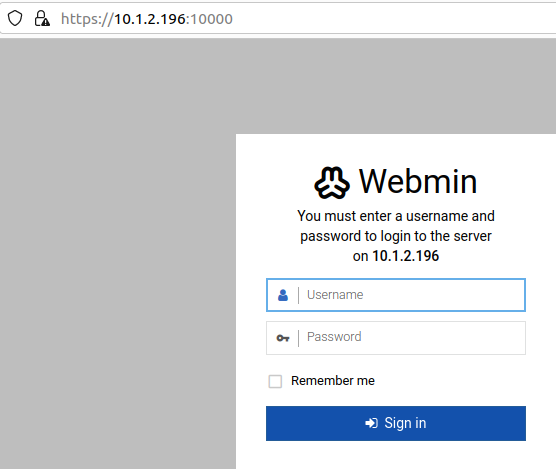 https://10.1.2.196:10000
Webmin
You must enter a username and
password to login to the server
on 10.1.2.196
Username
Password
Remember me
Sign in